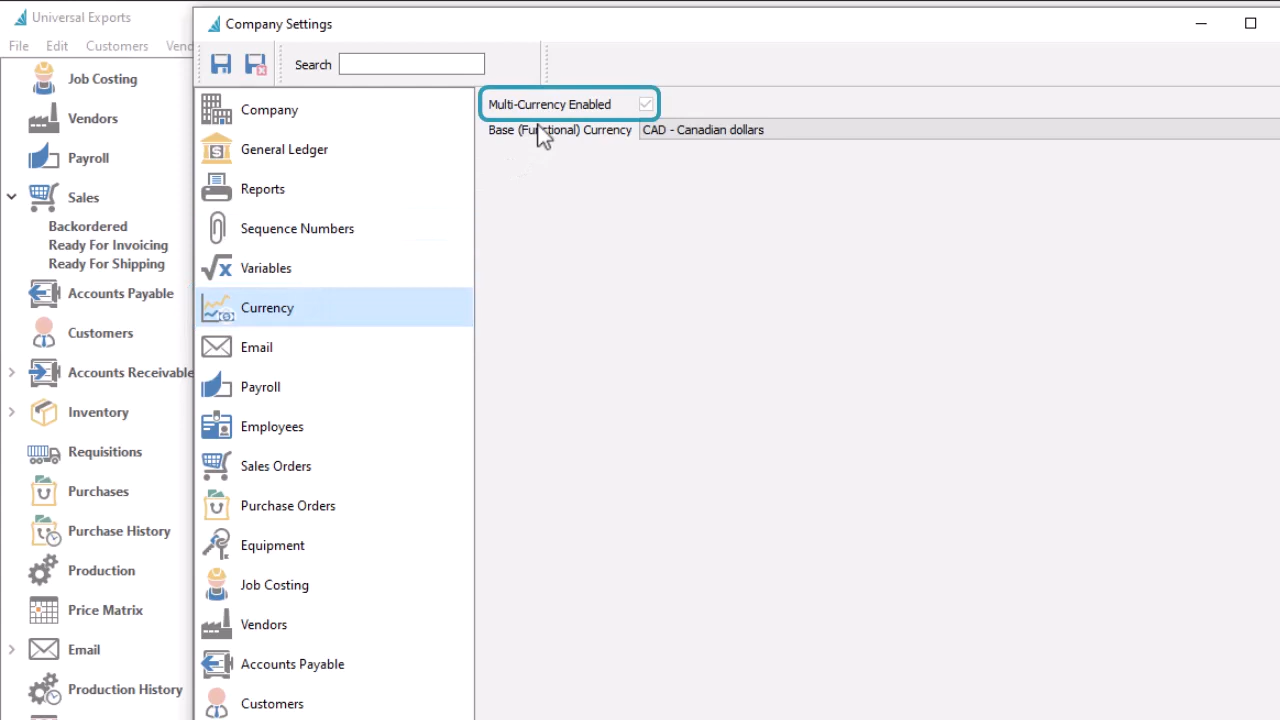 Universal Exports
File Edit Customers Vend
Job Costing
Vendors
Payroll
Sales
Backordered
Ready For Invoicing
Ready For Shipping
Accounts Payable
Customers
Accounts Receivable
Inventory
Requisitions
Purchases
Purchase History
Production
Price Matrix
Email
Production History
Company Settings
Search
Company
General Ledger
Reports
Sequence Numbers
Variables
Currency
Email
Payroll
Employees
Sales Orders
Purchase Orders
Equipment
Job Costing
Vendors
Accounts Payable
Customers
Multi-Currency Enabled
Base (Functional) Currency CAD - Canadian dollars